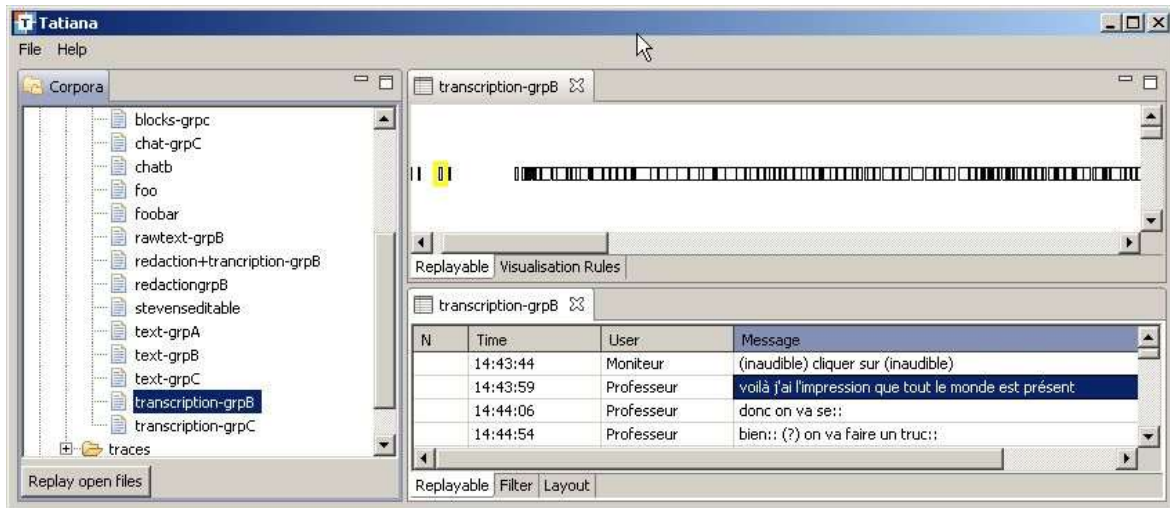 Tatiana
File Help
Corpora
blocks-grpc
chat-grpC
chatb
foo
foobar
rawtext-grpB
redaction+trancription-grpB
redactiongrpB
stevenseditable
text-grpA
text-grpB
text-grpC
transcription-grpB
transcription-grpC
traces
Replay open files
transcription-grpB
Replayable Visualisation Rules
transcription-grpB
N Time User Message
14:43:44 Moniteur (inaudible) cliquer sur (inaudible)
14:43:59 Professeur voilà j'ai l'impression que tout le monde est présent
14:44:06 Professeur donc on va se::
14:44:54 Professeur bien:: (?) on va faire un truc::
Replayable Filter Layout